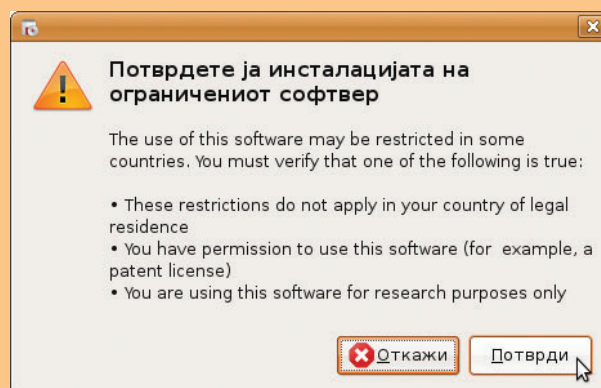 Потврдете ја инсталацијата на
ограничениот софтвер
The use of this software may be restricted in some
countries. You must verify that one of the following is true:
• These restrictions do not apply in your country of legal
residence
• You have permission to use this software (for example, a
patent license)
• You are using this software for research purposes only
Откажи
Потврди